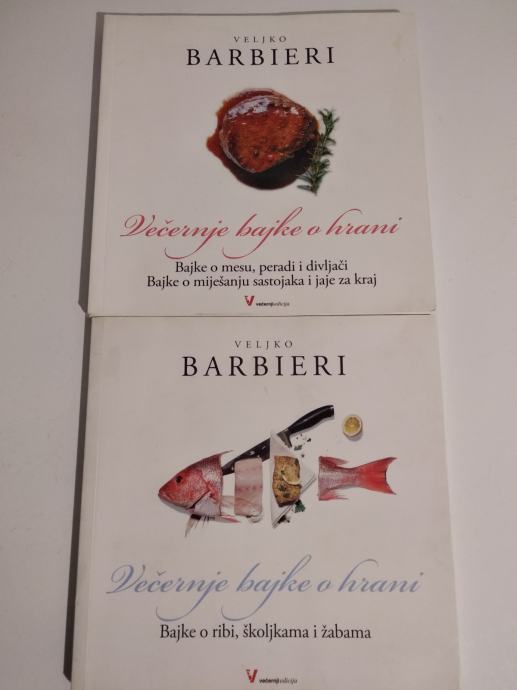 VELJKO
BARBIERI
Večernje bajke o hrani
Bajke o mesu, peradi i divljači
Bajke o miješanju sastojaka i jaje za kraj
V večernjiedicija
VELJKO
BARBIERI
Večernje bajke o hrani
Bajke o ribi, školjkama i žabama
V večernjiedicija